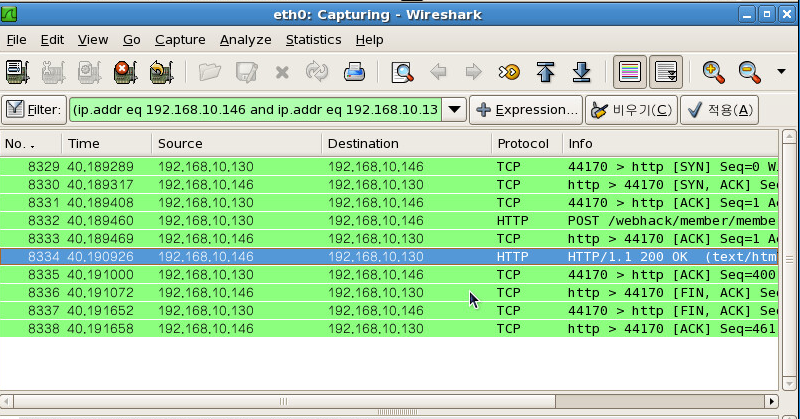 eth0: Capturing - Wireshark
File Edit View Go Capture Analyze Statistics Help
Filter: (ip.addr eq 192.168.10.146 and ip.addr eq 192.168.10.13 Expression... 비우기(C) 적용(A)
No. Time Source Destination Protocol Info
8329 40.189289 192.168.10.130 192.168.10.146 TCP 44170 > http [SYN] Seq=0 W
8330 40.189317 192.168.10.146 192.168.10.130 TCP http > 44170 [SYN, ACK] Se
8331 40.189408 192.168.10.130 192.168.10.146 TCP 44170 > http [ACK] Seq=1 A
8332 40.189460 192.168.10.130 192.168.10.146 HTTP POST /webhack/member/membe
8333 40.189469 192.168.10.146 192.168.10.130 TCP http > 44170 [ACK] Seq=1 A
8334 40.190926 192.168.10.146 192.168.10.130 HTTP HTTP/1.1 200 OK (text/htm
8335 40.191000 192.168.10.130 192.168.10.146 TCP 44170 > http [ACK] Seq=400
8336 40.191072 192.168.10.146 192.168.10.130 TCP http > 44170 [FIN, ACK] Se
8337 40.191652 192.168.10.130 192.168.10.146 TCP 44170 > http [FIN, ACK] Se
8338 40.191658 192.168.10.146 192.168.10.130 TCP http > 44170 [ACK] Seq=461